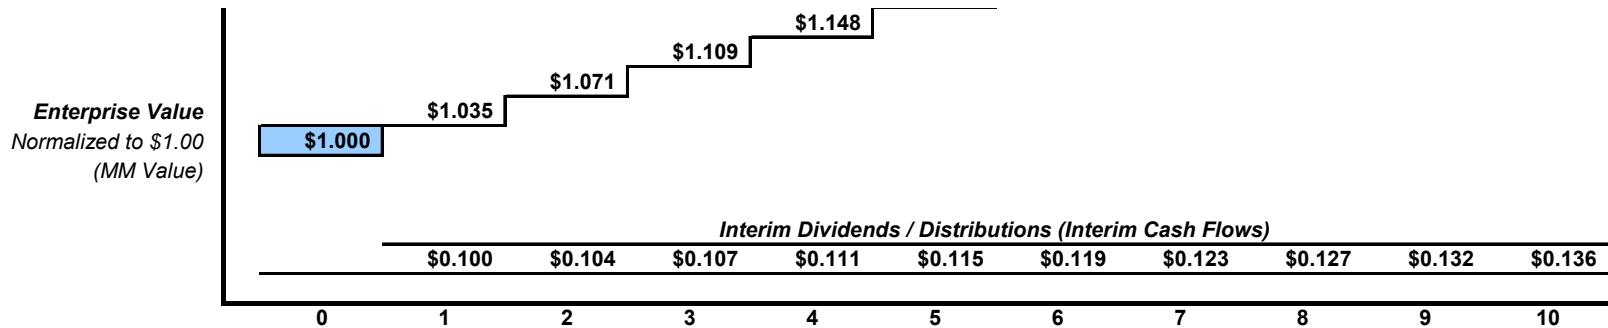 $1.148
$1.109
$1.071
Enterprise Value
$1.035
Normalized to $1.00
$1.000
(MM Value)
Interim Dividends / Distributions (Interim Cash Flows)
$0.100 $0.104 $0.107 $0.111 $0.115 $0.119 $0.123 $0.127 $0.132 $0.136
0 1 2 3 4 5 6 7 8 9 10